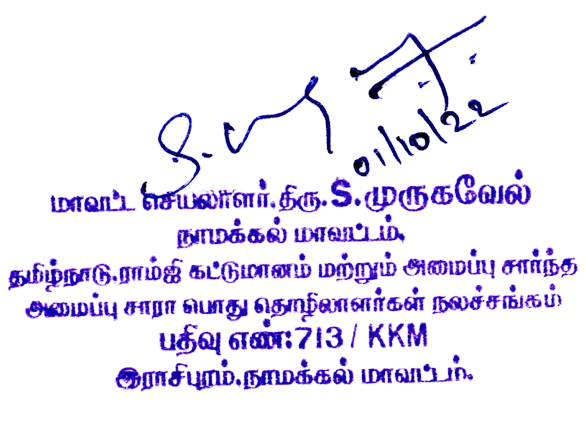 01/10/22
மாவட்ட செயலாளர்.திரு.S.முருகவேல்
நாமக்கல் மாவட்டம்.
தமிழ்நாடு.ராம்ஜி கட்டுமானம் மற்றும் அமைப்பு சார்ந்த
அமைப்பு சாரா பொது தொழிலாளர்கள் நலச்சங்கம்
பதிவு எண்:713 / KKM
இராசிபுரம்.நாமக்கல் மாவட்டம்.